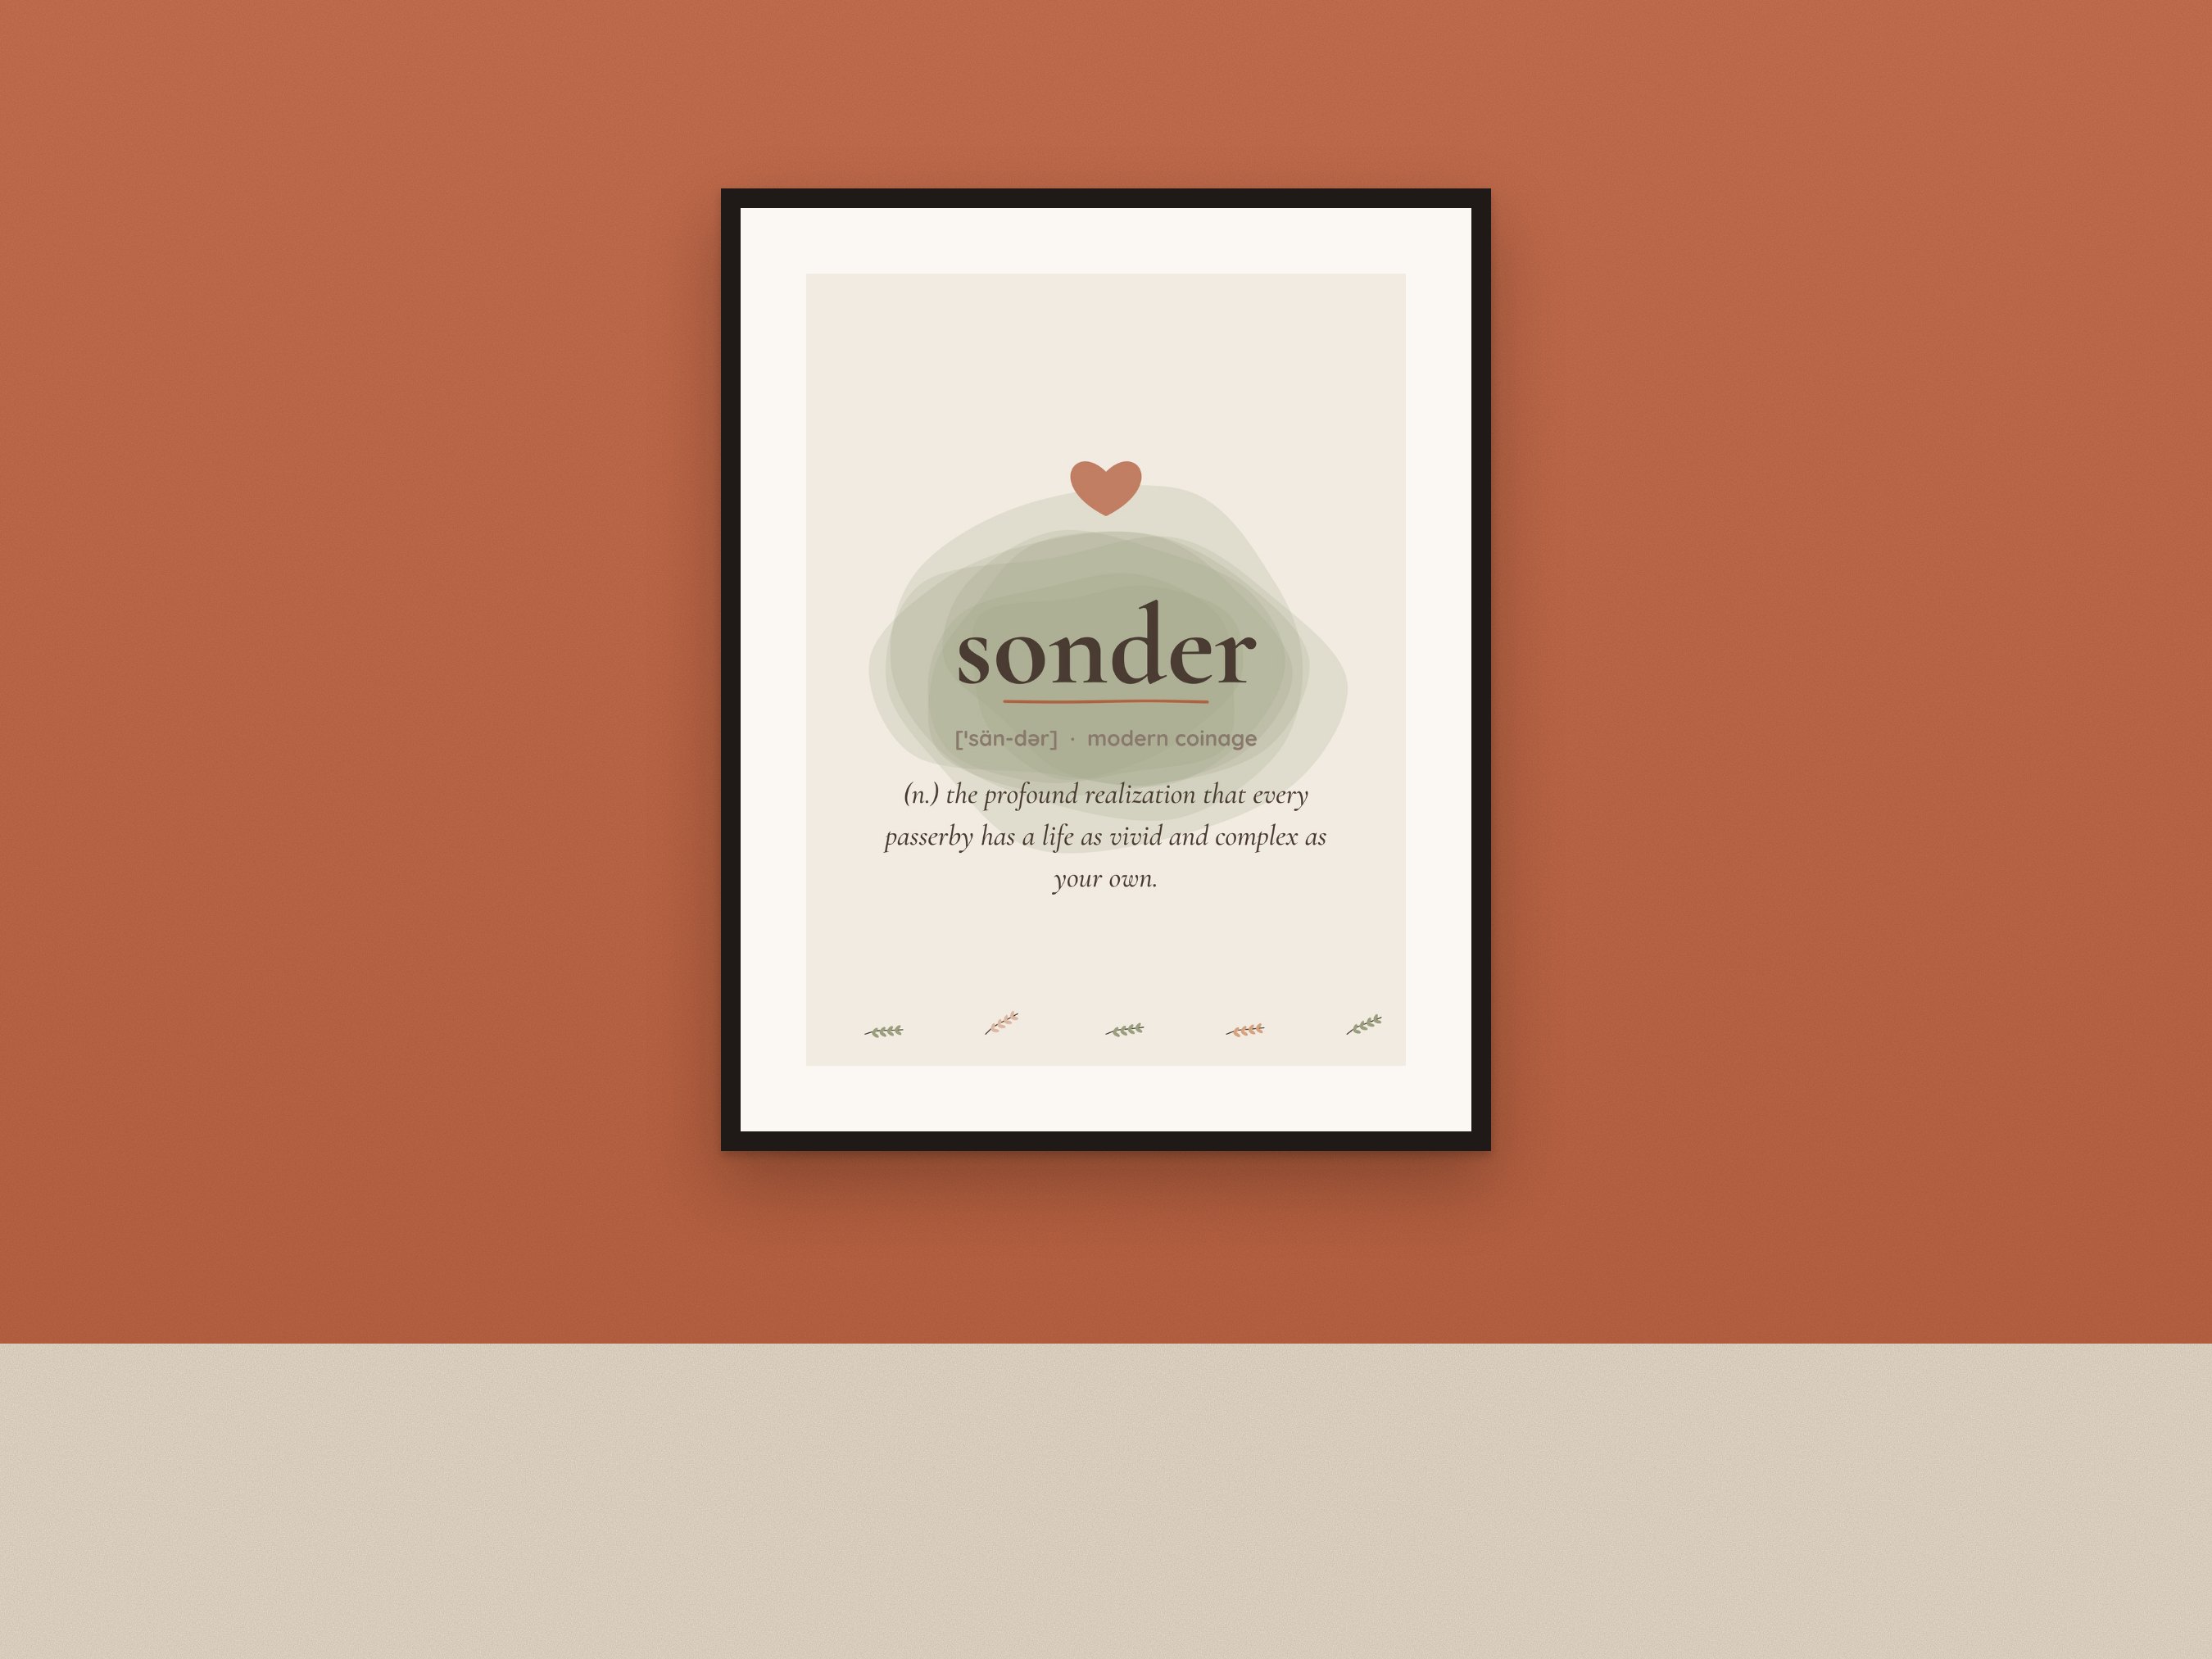 sonder
['sän-dər] · modern coinage
(n.) the profound realization that every
passerby has a life as vivid and complex as
your own.